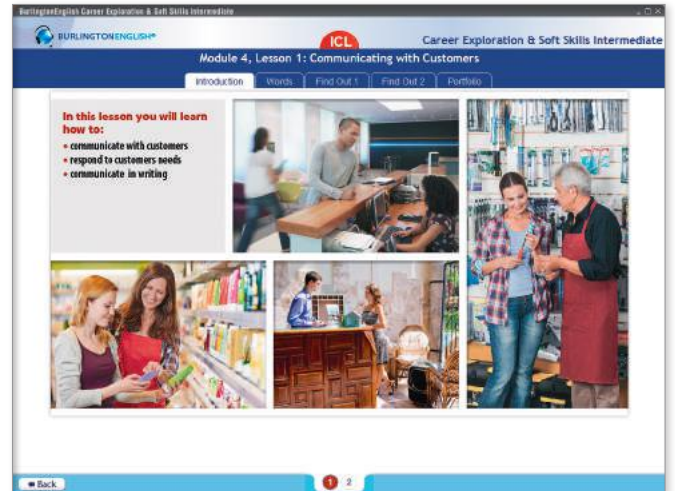 BurlingtonEnglish Career Exploration & Soft Skills Intermediate
BURLINGTONENGLISH®
ICL
Career Exploration & Soft Skills Intermediate
Module 4, Lesson 1: Communicating with Customers
Introduction
Words
Find Out 1
Find Out 2
Portfolio
In this lesson you will learn
how to:
• communicate with customers
• respond to customers needs
• communicate in writing
Back
1 2